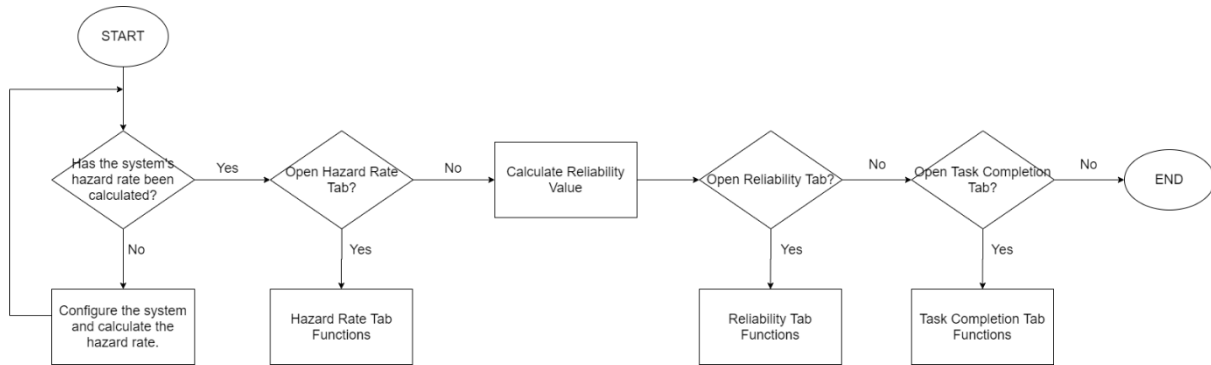 START
Has the system's
hazard rate been
calculated?
Yes
No
Configure the system
and calculate the
hazard rate.
Open Hazard Rate
Tab?
No
Yes
Hazard Rate Tab
Functions
Calculate Reliability
Value
Open Reliability Tab?
No
Yes
Reliability Tab
Functions
Open Task Completion
Tab?
No
Yes
Task Completion Tab
Functions
END